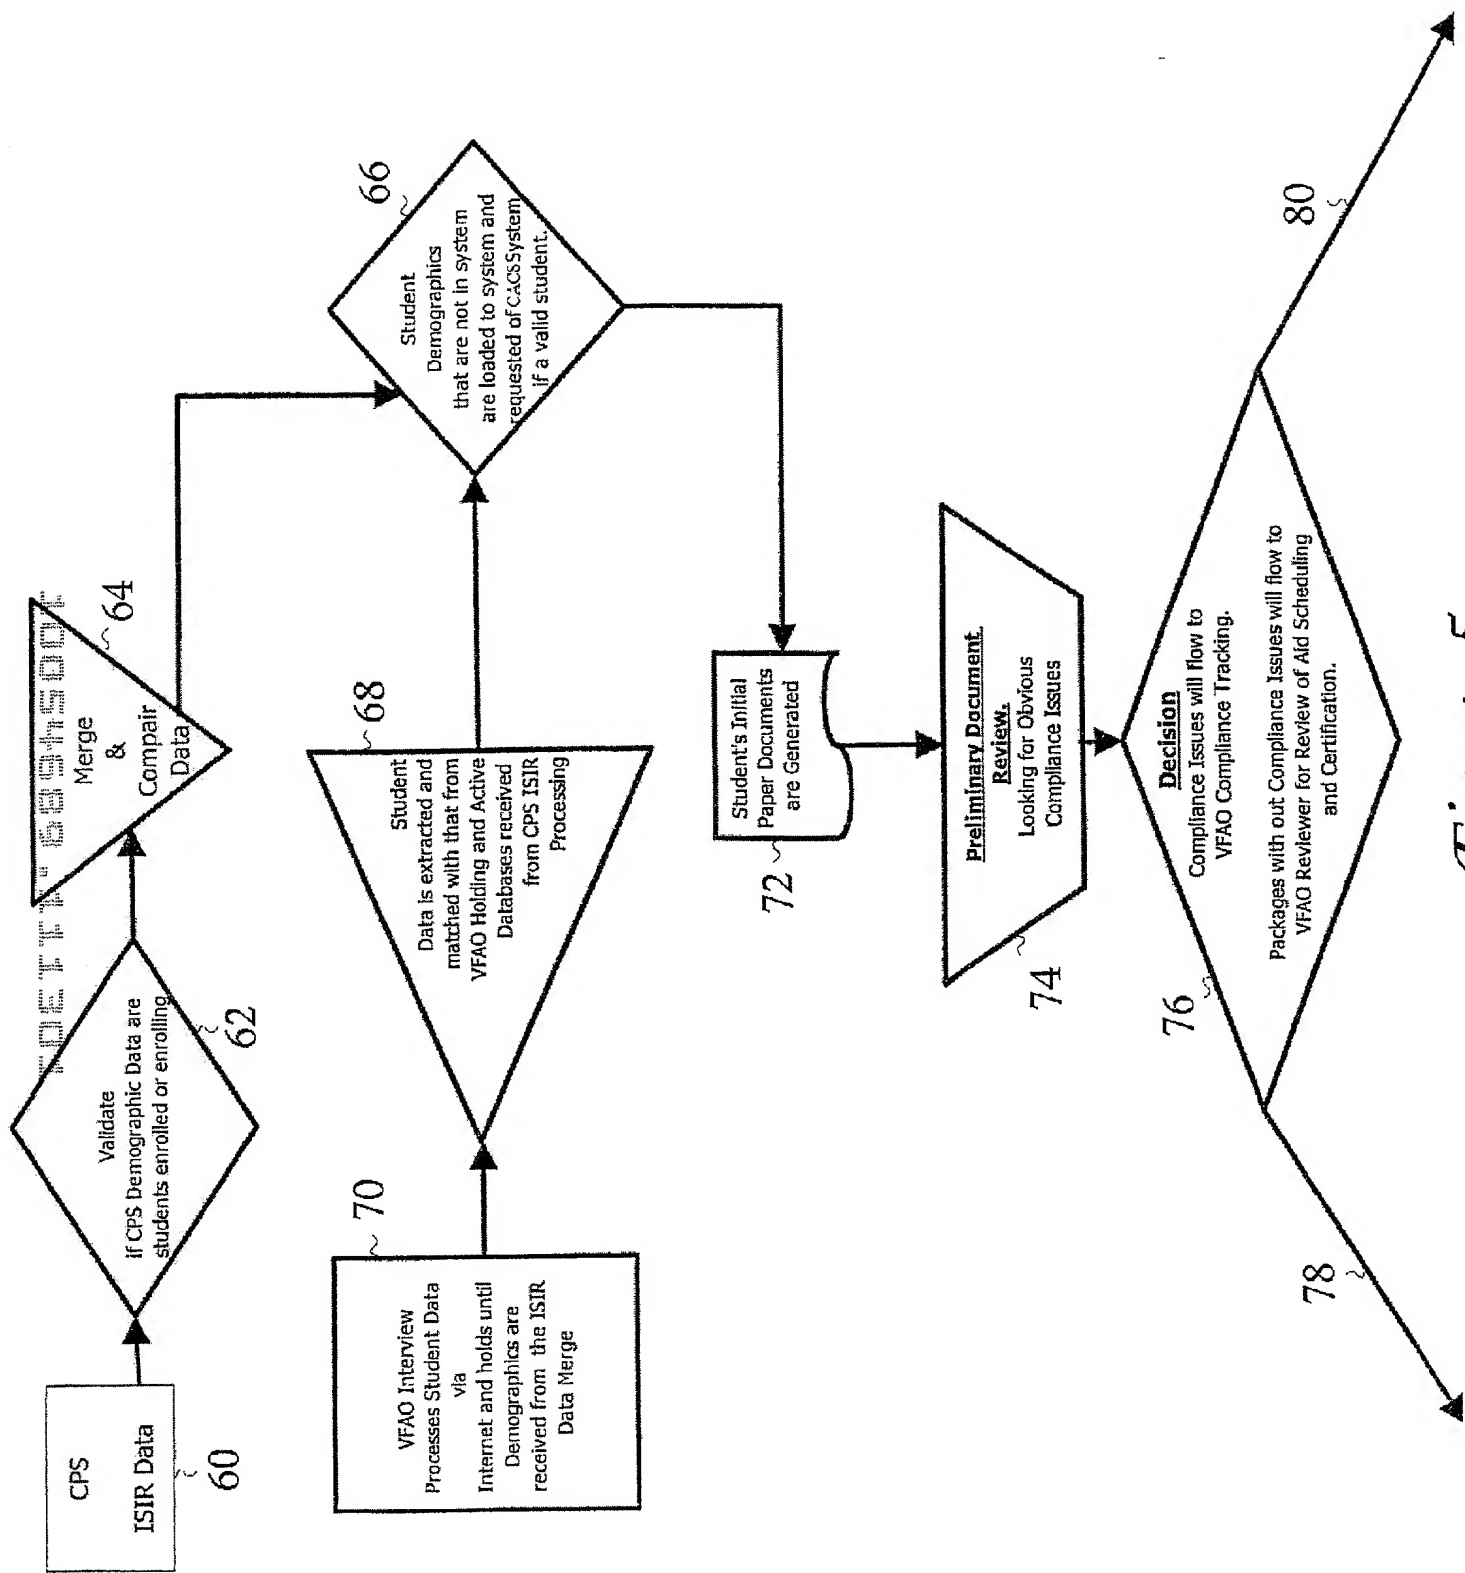 CPS
ISIR Data
60
Validate
if CPS Demographic Data are
students enrolled or enrolling
62
Merge
&
Compair
Data
64
VFAO Interview
Processes Student Data
via
Internet and holds until
Demographics are
received from the ISIR
Data Merge
70
Student
Data is extracted and
matched with that from
VFAO Holding and Active
Databases received
from CPS ISIR
Processing
68
Student
Demographics
that are not in system
are loaded to system and
requested of CACSSystem
if a valid student.
66
Student's Initial
Paper Documents
are Generated
72
Preliminary Document
Review.
Looking for Obvious
Compliance Issues
74
Decision
Compliance Issues will flow to
VFAO Compliance Tracking.
Packages with out Compliance Issues will flow to
VFAO Reviewer for Review of Aid Scheduling
and Certification.
76
78
80